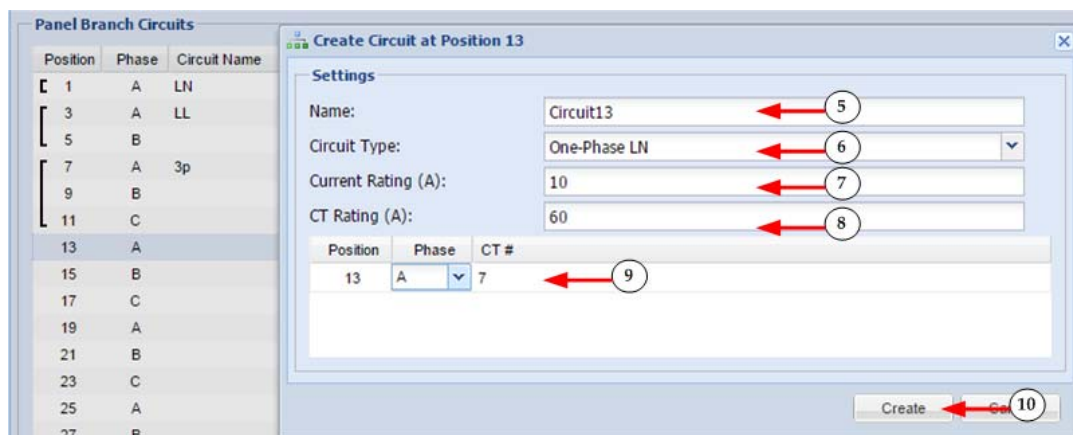 Panel Branch Circuits
Position Phase Circuit Name
1 A LN
3 A LL
5 B
7 A 3p
9 B
11 C
13 A
15 B
17 C
19 A
21 B
23 C
25 A
27 B
Create Circuit at Position 13
Settings
Name: Circuit13 5
Circuit Type: One-Phase LN 6
Current Rating (A): 10 7
CT Rating (A): 60 8
Position Phase CT #
13 A 7 9
Create 10